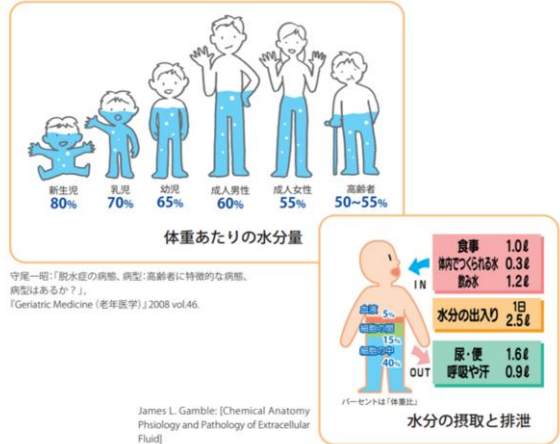 新生児
80%
乳児
70%
幼児
65%
成人男性
60%
成人女性
55%
高齢者
50~55%
体重あたりの水分量
守尾一昭:「脱水症の病態、病型:高齢者に特徴的な病態、
病型はあるか?」,
『Geriatric Medicine(老年医学)』2008 vol.46.
食事 1.0ℓ
体内でつくられる水 0.3ℓ
飲み水 1.2ℓ
IN
水分の出入り 1日 2.5ℓ
血液
5%
細胞の間
15%
細胞の中
40%
OUT
尿・便 1.6ℓ
呼吸や汗 0.9ℓ
パーセントは「体重比」
水分の摂取と排泄
James L. Gamble: [Chemical Anatomy
Phsiology and Pathology of Extracellular
Fluid]